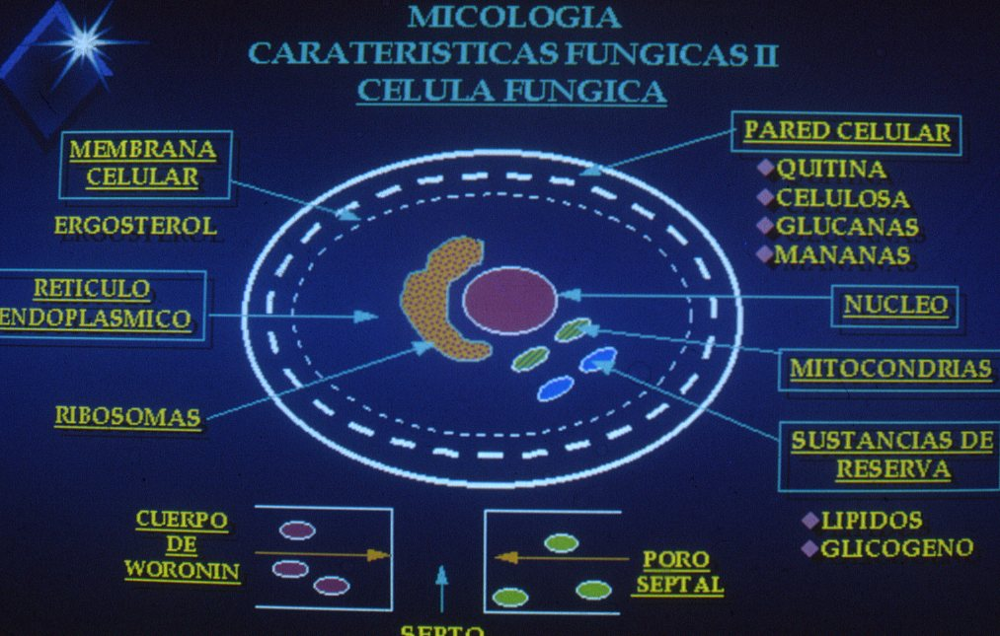 MICOLOGIA
CARATERISTICAS FUNGICAS II
CELULA FUNGICA
MEMBRANA
CELULAR
ERGOSTEROL
RETICULO
ENDOPLASMICO
RIBOSOMAS
PARED CELULAR
QUITINA
CELULOSA
GLUCANAS
MANANAS
NUCLEO
MITOCONDRIAS
SUSTANCIAS DE
RESERVA
LIPIDOS
GLICOGENO
CUERPO
DE
WORONIN
SEPTO
PORO
SEPTAL